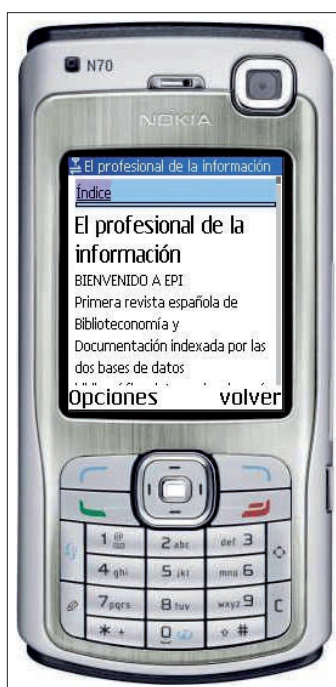 N70
NOKIA
El profesional de la información
Índice
El profesional de la
información
BIENVENIDO A EPI
Primera revista española de
Biblioteconomía y
Documentación indexada por las
dos bases de datos
Opciones volver
1
2 abc
def 3
4 ghi
5 jkl
mno 6
7 pqrs
8 tuv
wxyz 9
* +
0
#
C